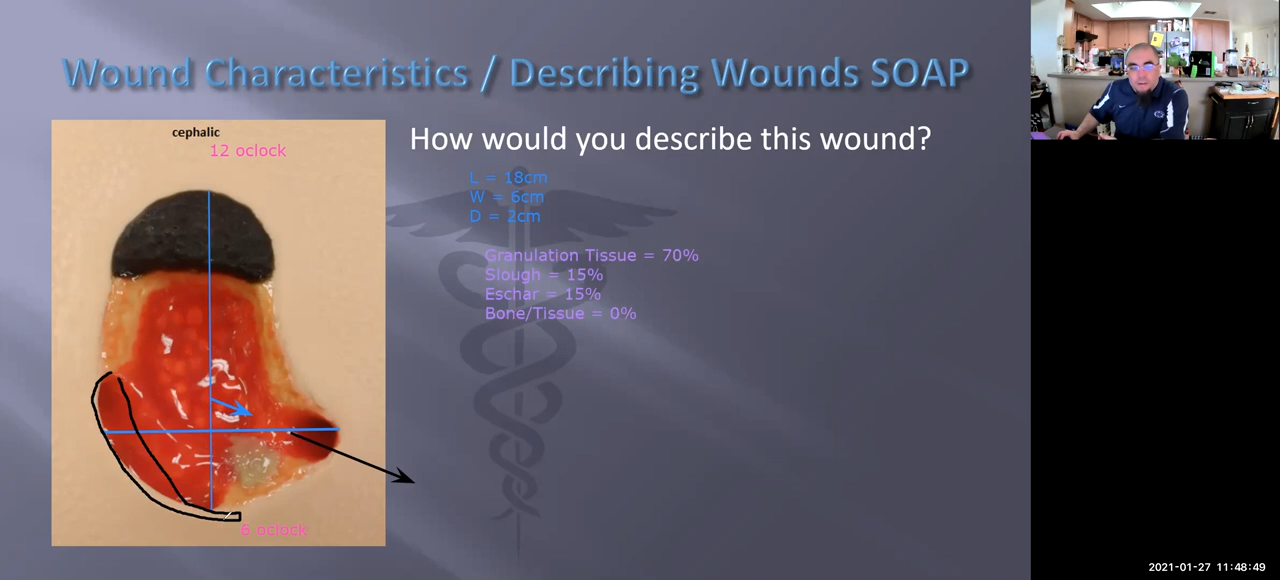 Wound Characteristics / Describing Wounds SOAP
cephalic
12 oclock
How would you describe this wound?
L = 18cm
W = 6cm
D = 2cm
Granulation Tissue = 70%
Slough = 15%
Eschar = 15%
Bone/Tissue = 0%
6 oclock
2021-01-27 11:48:49